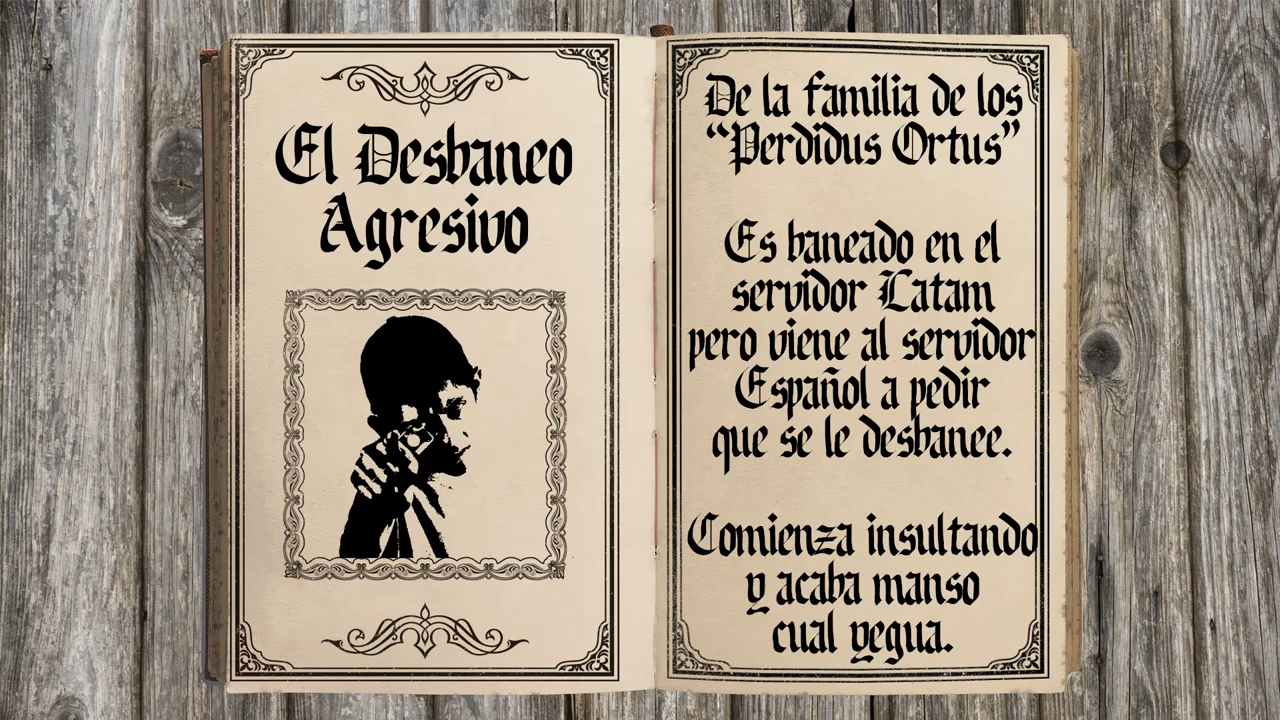 El Desbaneo
Agresivo
De la familia de los
“Perdidus Ortus”
Es baneado en el
servidor Latam
pero viene al servidor
Español a pedir
que se le desbanee.
Comienza insultando
y acaba manso
cual yegua.